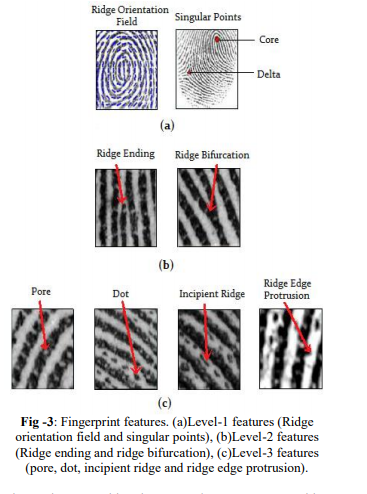 Ridge Orientation
Field
Singular Points
Core
Delta
(a)
Ridge Ending
Ridge Bifurcation
(b)
Pore
Dot
Incipient Ridge
Ridge Edge
Protrusion
(c)
Fig -3: Fingerprint features. (a)Level-1 features (Ridge
orientation field and singular points), (b)Level-2 features
(Ridge ending and ridge bifurcation), (c)Level-3 features
(pore, dot, incipient ridge and ridge edge protrusion).